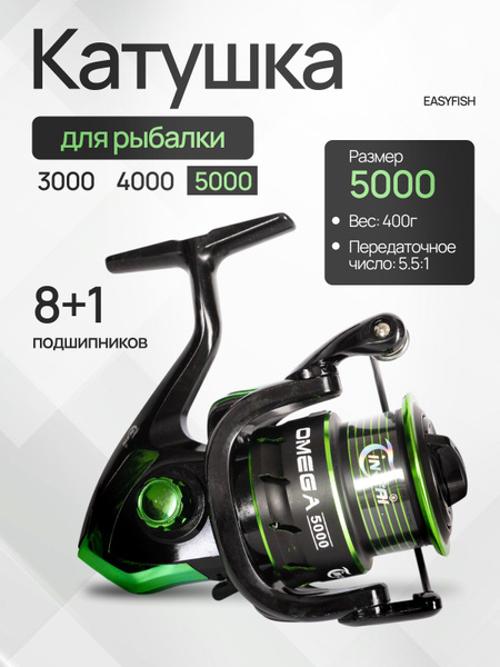 Катушка
EASYFISH
для рыбалки
3000 4000 5000
Размер
5000
Вес: 400г
Передаточное
число: 5.5:1
8+1
подшипников
OMEGA 5000